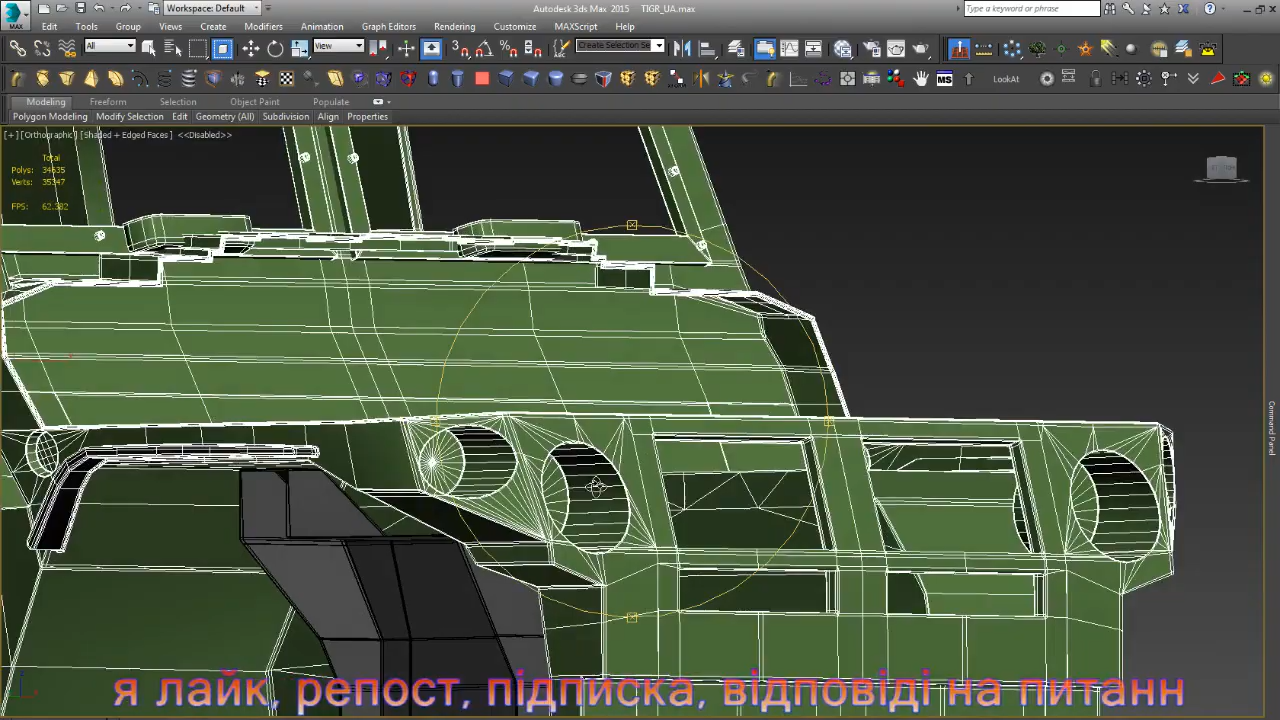 Workspace: Default
Autodesk 3ds Max 2015 TIGR_UA.max
Type a keyword or phrase
MAX
Edit Tools Group Views Create Modifiers Animation Graph Editors Rendering Customize MAXScript Help
All
View
Create Selection Se
MS
LookAt
Modeling Freeform Selection Object Paint Populate
Polygon Modeling Modify Selection Edit Geometry (All) Subdivision Align Properties
[+] [Orthographic] [Shaded + Edged Faces] <<Disabled>>
Total
Polys: 34635
Verts: 35347
FPS: 62.382
Command Panel
я лайк, репост, підписка, відповіді на питанн